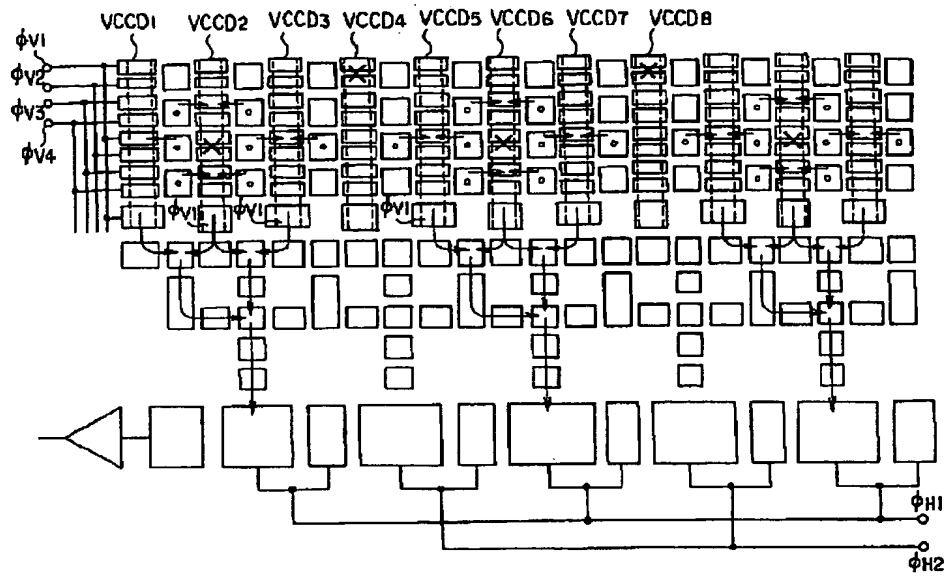 VCCD1 VCCD2 VCCD3 VCCD4 VCCD5 VCCD6 VCCD7 VCCD8
ΦV1
ΦV2
ΦV3
ΦV4
ΦV1 ΦV1 ΦV1
ΦH1
ΦH2